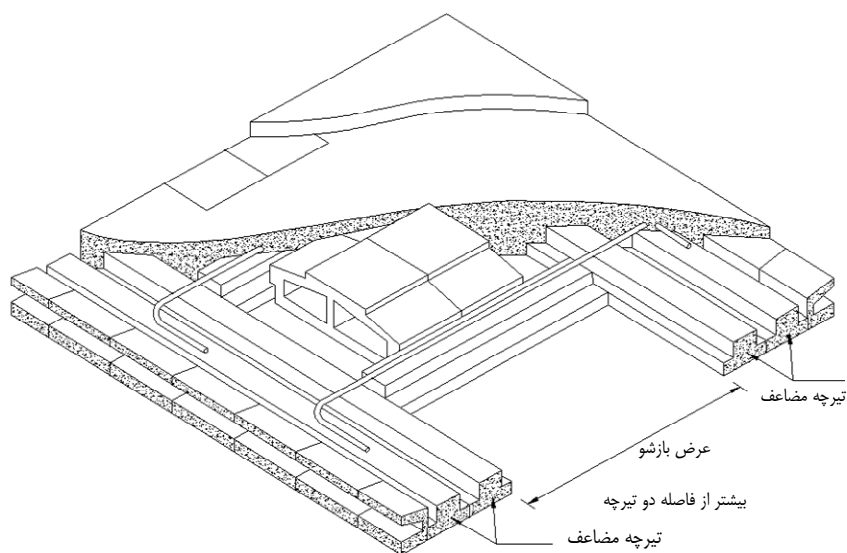 تیرچه مضاعف
عرض بازشو
بیشتر از فاصله دو تیرچه
تیرچه مضاعف